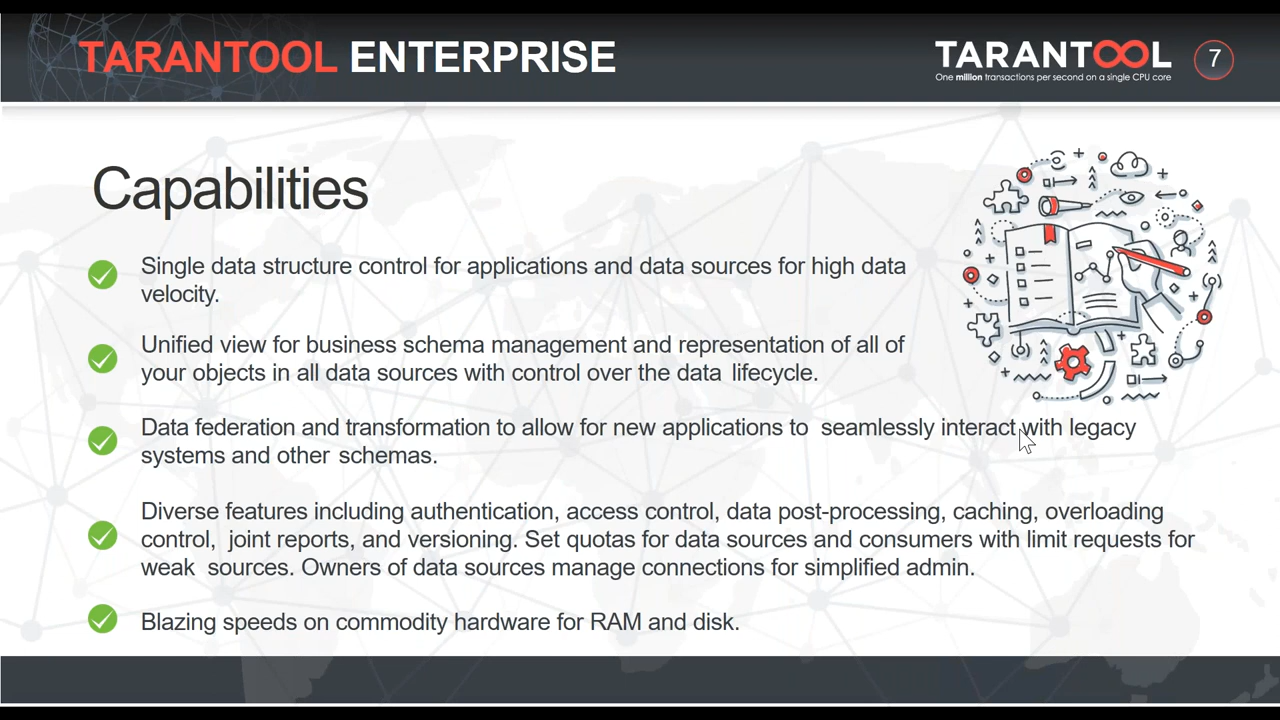 TARANTOOL ENTERPRISE
TARANTOOL
One million transactions per second on a single CPU core
7
Capabilities
Single data structure control for applications and data sources for high data
velocity.
Unified view for business schema management and representation of all of
your objects in all data sources with control over the data lifecycle.
Data federation and transformation to allow for new applications to seamlessly interact with legacy
systems and other schemas.
Diverse features including authentication, access control, data post-processing, caching, overloading
control, joint reports, and versioning. Set quotas for data sources and consumers with limit requests for
weak sources. Owners of data sources manage connections for simplified admin.
Blazing speeds on commodity hardware for RAM and disk.